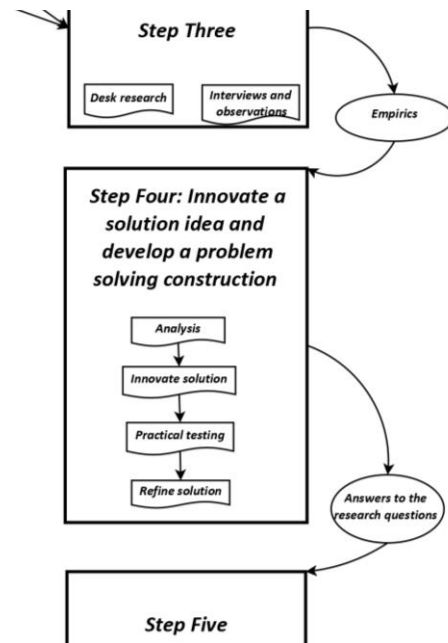 Step Three
Desk research
Interviews and
observations
Empirics
Step Four: Innovate a
solution idea and
develop a problem
solving construction
Analysis
Innovate solution
Practical testing
Refine solution
Answers to the
research questions
Step Five